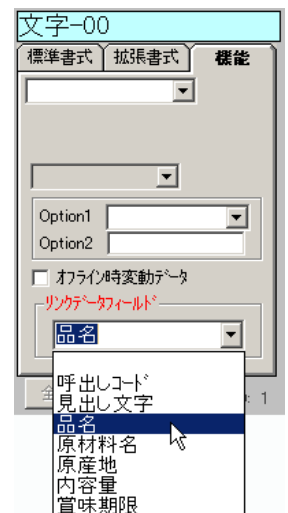 文字-00
標準書式 拡張書式 機能
Option1
Option2
オフライン時変動データ
リンクデータフィールド
品名
呼出しコード
見出し文字
品名
原材料名
原産地
内容量
賞味期限
全
: 1